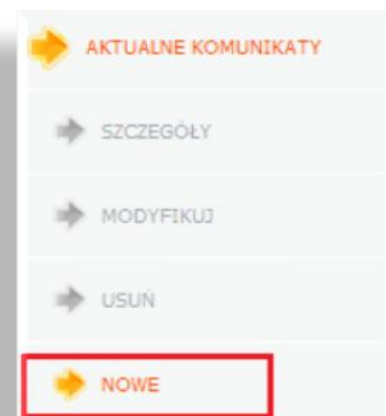 AKTUALNE KOMUNIKATY
SZCZEGÓŁY
MODYFIKUJ
USUŃ
NOWE